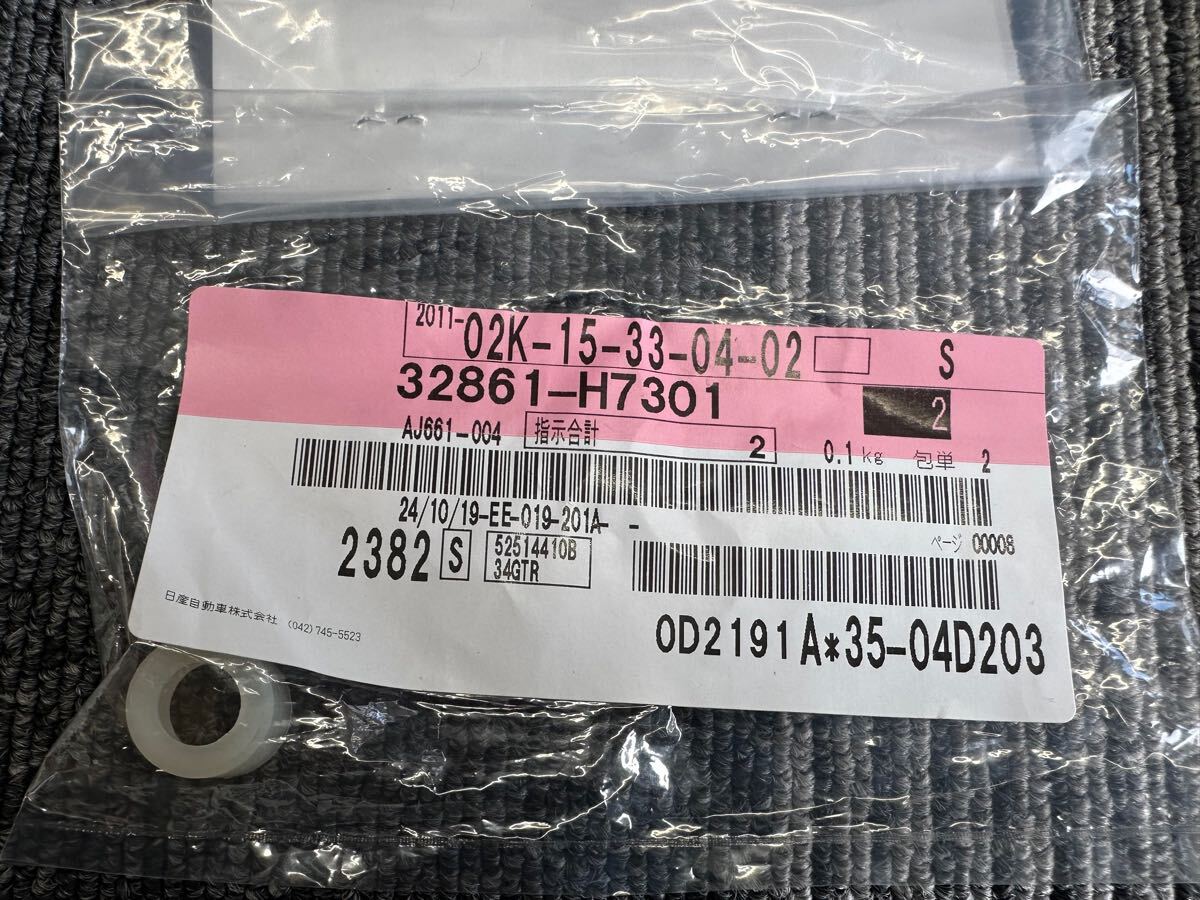 2011-02K-15-33-04-02 S
32861-H7301 2
AJ661-004 指示合計 2 0.1kg 包単 2
24/10/19-EE-019-201A- -
ページ 00008
2382 S 52514410B
34GTR
日産自動車株式会社 (042)745-5523
0D2191A*35-04D203